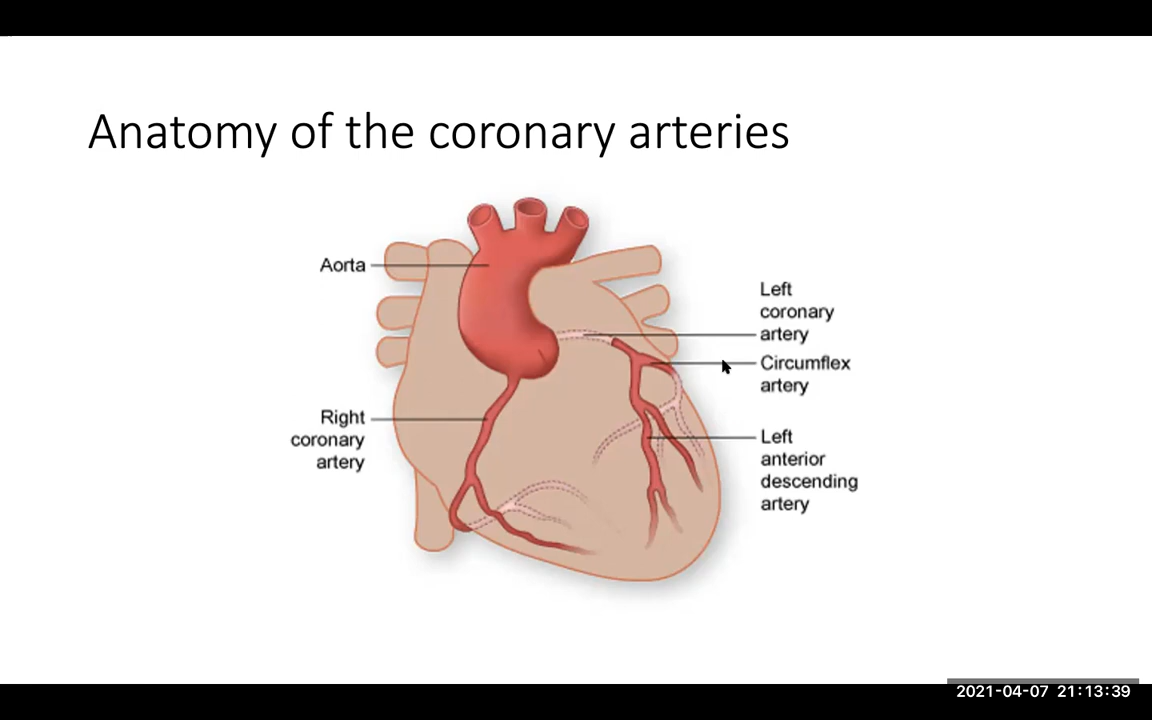 Anatomy of the coronary arteries
Aorta
Left
coronary
artery
Circumflex
artery
Right
coronary
artery
Left
anterior
descending
artery
2021-04-07 21:13:39